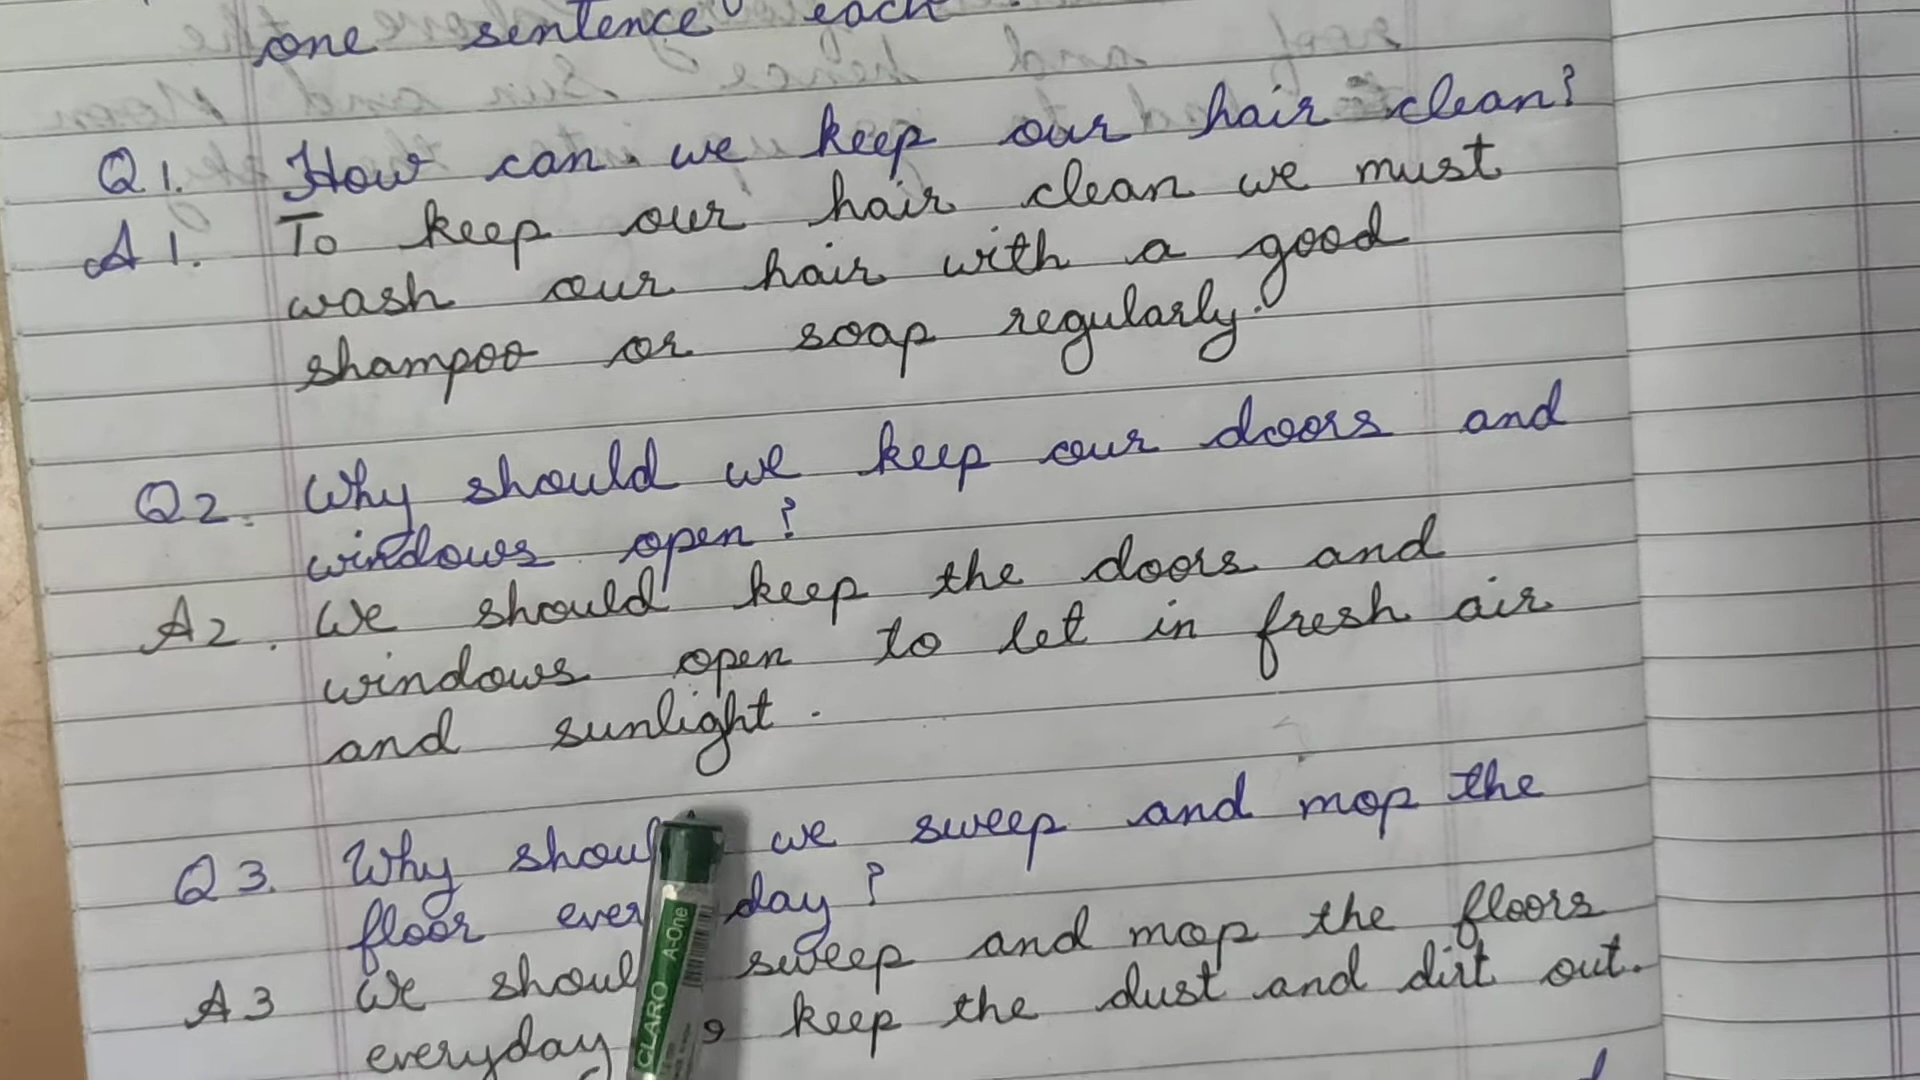 one sentence each
Q1. How can we keep our hair clean?
A1. To keep our hair clean we must
wash our hair with a good
shampoo or soap regularly.
Q2. Why should we keep our doors and
windows open?
A2. We should keep the doors and
windows open to let in fresh air
and sunlight.
Q3. Why shoul we sweep and mop the
floor ever day?
A3 We shoul sweep and mop the floors
everyday keep the dust and dirt out.
CLARO A-One